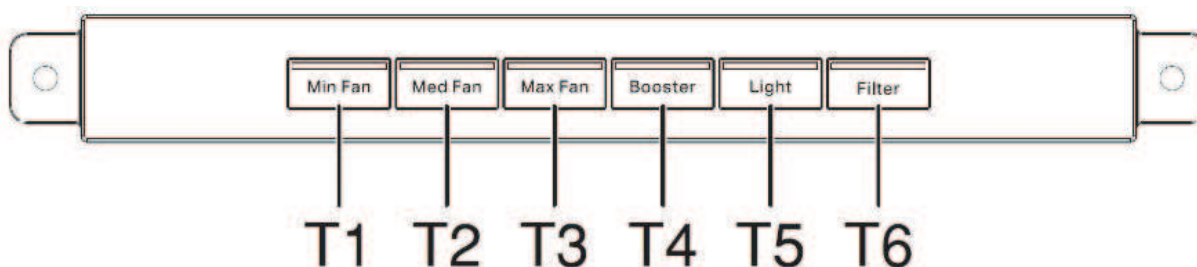 Min Fan Med Fan Max Fan Booster Light Filter
T1 T2 T3 T4 T5 T6